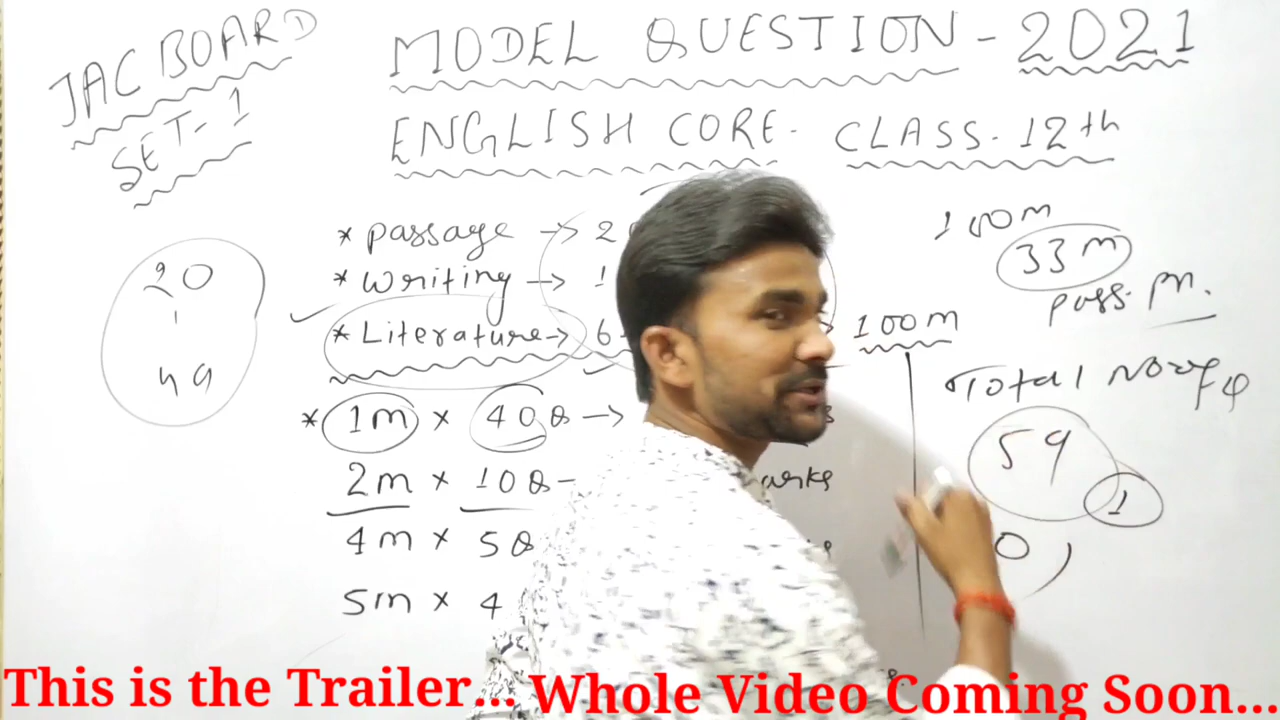 JAC BOARD
SET-1
MODEL QUESTION - 2021
ENGLISH CORE- CLASS-12th
* Passage → 2
* Writing → 1
* Literature → 6
100m
* 1m × 40Q →
2m × 10Q - arks
4m × 5Q
5m × 4
20
1
49
100m
33m
pass m.
Total No of Q
59
1
0
This is the Trailer... Whole Video Coming Soon...